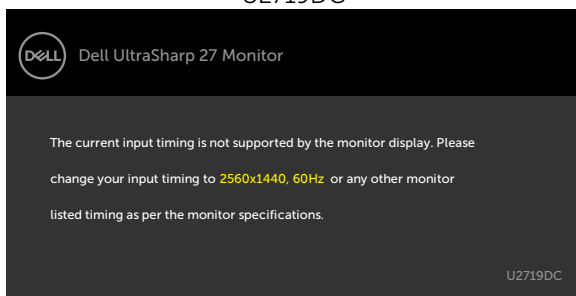 U2719DC
DELL
Dell UltraSharp 27 Monitor
The current input timing is not supported by the monitor display. Please
change your input timing to 2560x1440, 60Hz or any other monitor
listed timing as per the monitor specifications.
U2719DC